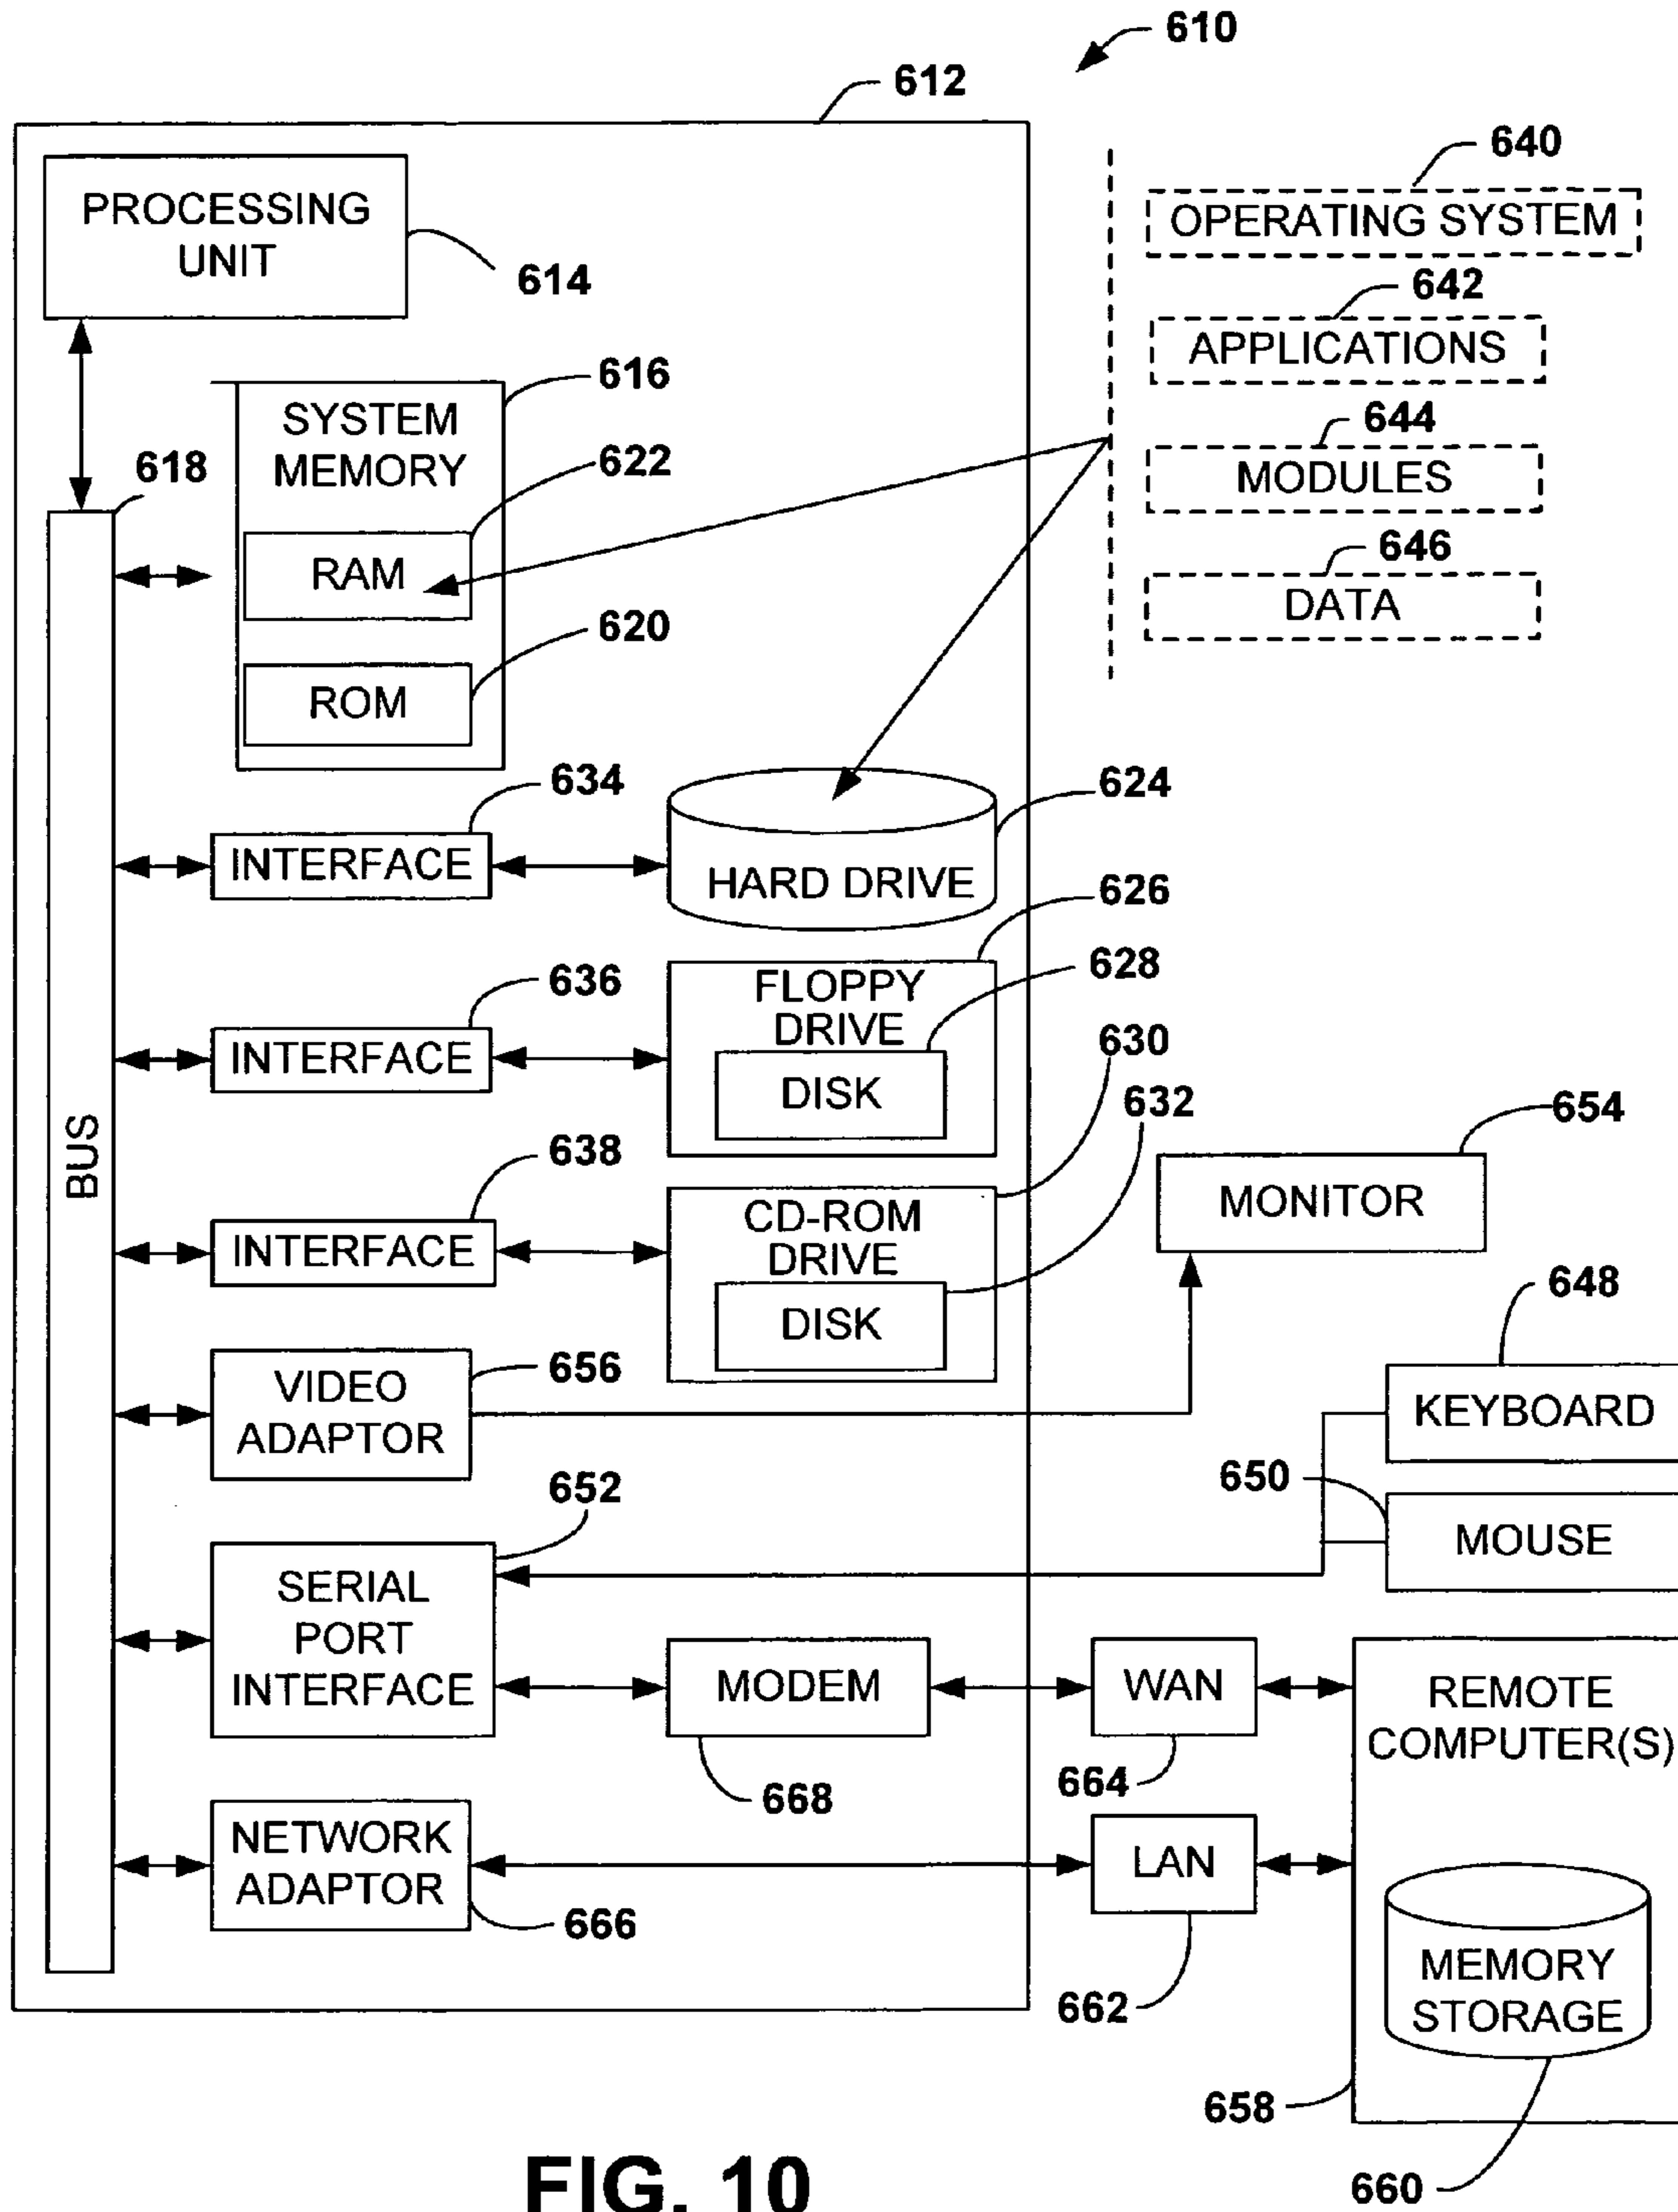 610
612
640
PROCESSING
UNIT
614
OPERATING SYSTEM
642
APPLICATIONS
616
SYSTEM
MEMORY
644
MODULES
618
622
RAM
646
DATA
620
ROM
634
INTERFACE
624
HARD DRIVE
626
636
INTERFACE
FLOPPY
DRIVE
628
DISK
630
632
654
BUS
638
INTERFACE
CD-ROM
DRIVE
DISK
MONITOR
648
656
VIDEO
ADAPTOR
KEYBOARD
650
MOUSE
652
SERIAL
PORT
INTERFACE
MODEM
668
WAN
664
REMOTE
COMPUTER(S)
NETWORK
ADAPTOR
666
LAN
662
MEMORY
STORAGE
658
660
FIG. 10